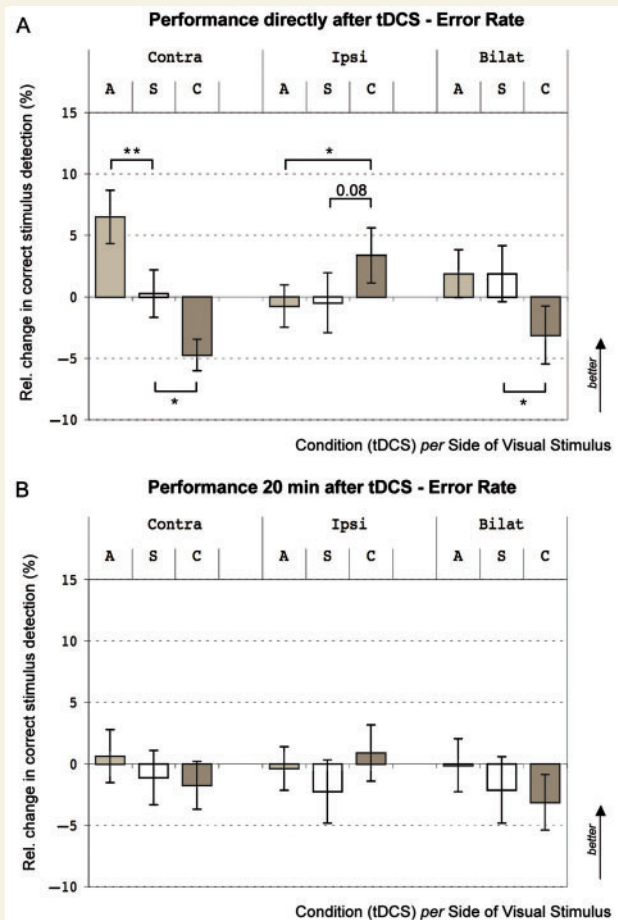 A
Performance directly after tDCS - Error Rate
Contra Ipsi Bilat
A S C A S C A S C
Rel. change in correct stimulus detection (%)
15
10
5
0
−5
−10
**
*
*
0.08
*
better
Condition (tDCS) per Side of Visual Stimulus
B
Performance 20 min after tDCS - Error Rate
Contra Ipsi Bilat
A S C A S C A S C
Rel. change in correct stimulus detection (%)
15
10
5
0
−5
−10
better
Condition (tDCS) per Side of Visual Stimulus